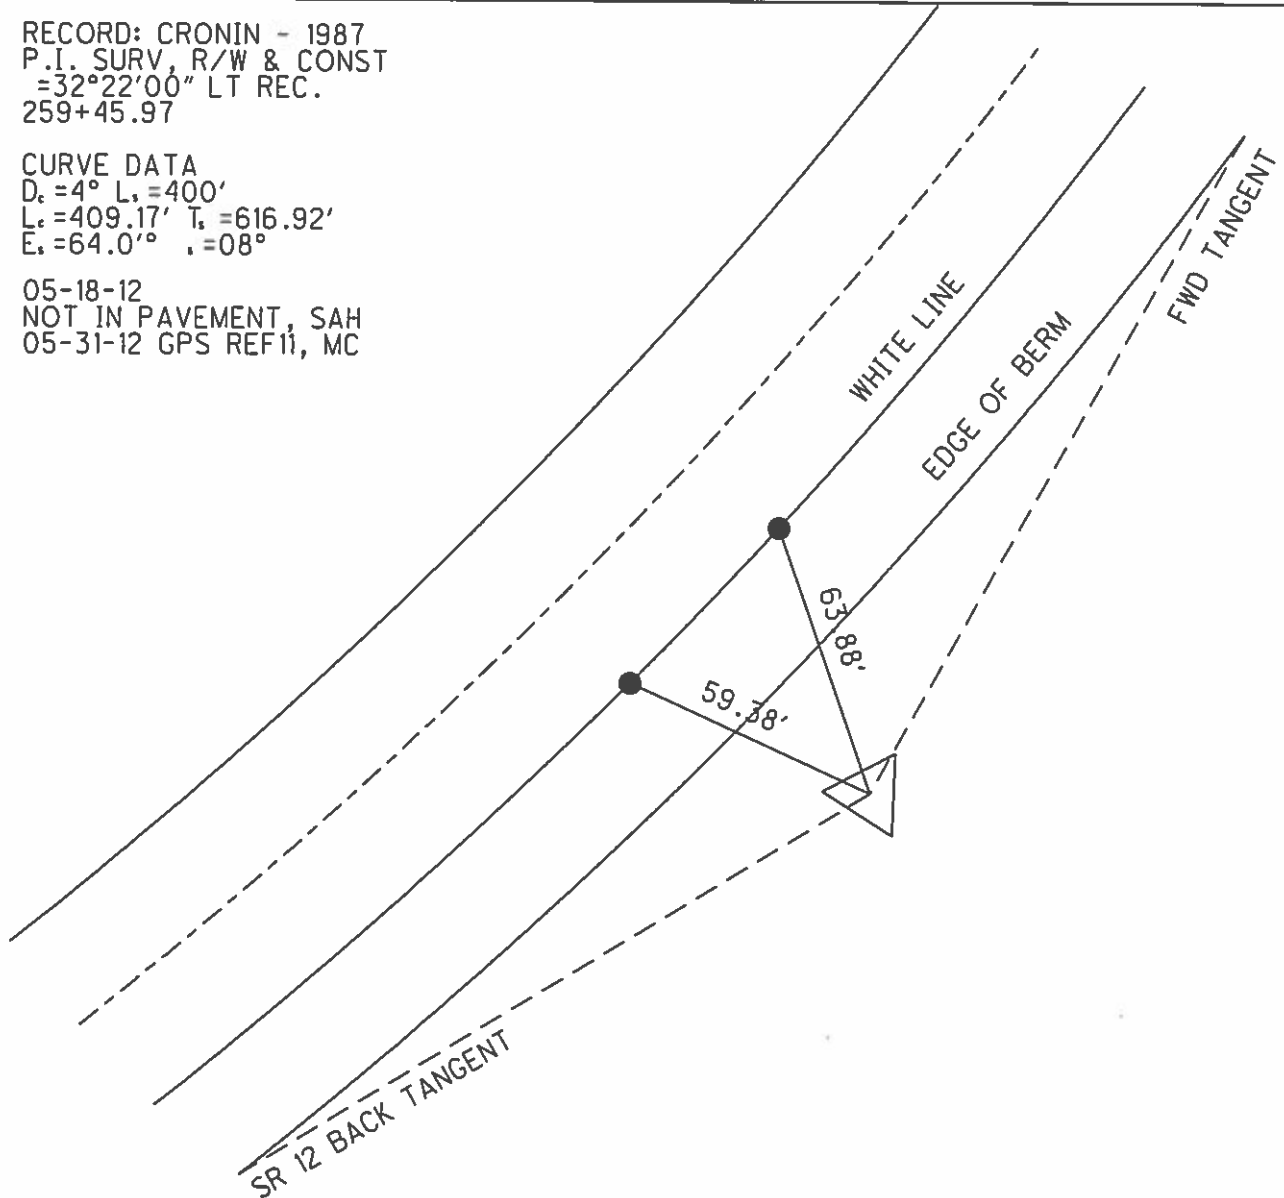 RECORD: CRONIN - 1987
P.I. SURV, R/W & CONST
=32°22'00" LT REC.
259+45.97
CURVE DATA
Dc =4° Ls =400'
Lc =409.17' Ts =616.92'
Es =64.0'° s =08°
05-18-12
NOT IN PAVEMENT, SAH
05-31-12 GPS REF11, MC
WHITE LINE
EDGE OF BERM
FWD TANGENT
63.88'
59.38'
SR 12 BACK TANGENT